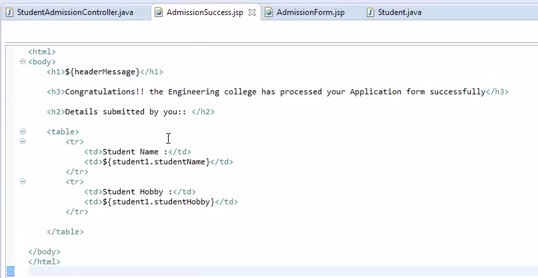 StudentAdmissionController.java AdmissionSuccess.jsp AdmissionForm.jsp Student.java
<html>
<body>
<h1>${headerMessage}</h1>
<h3>Congratulations!! the Engineering college has processed your Application form successfully</h3>
<h2>Details submitted by you:: </h2>
<table>
<tr>
<td>Student Name :</td>
<td>${student1.studentName}</td>
</tr>
<tr>
<td>Student Hobby :</td>
<td>${student1.studentHobby}</td>
</tr>
</table>
</body>
</html>